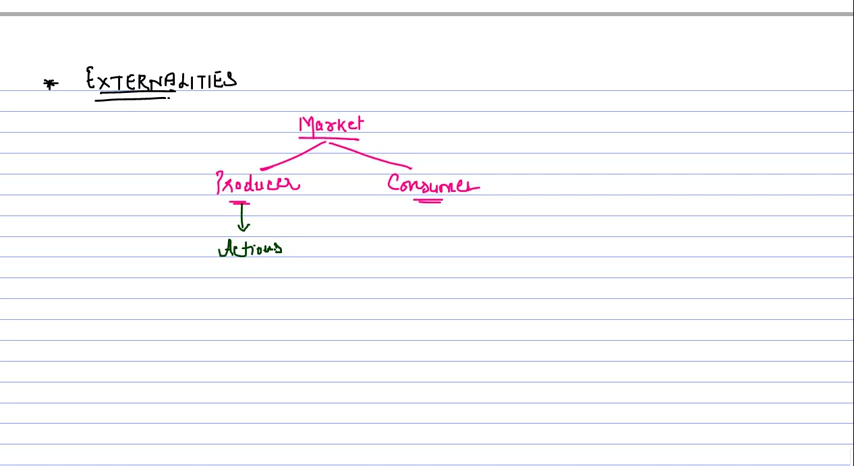 * EXTERNALITIES
Market
Producer Consumer
Actions